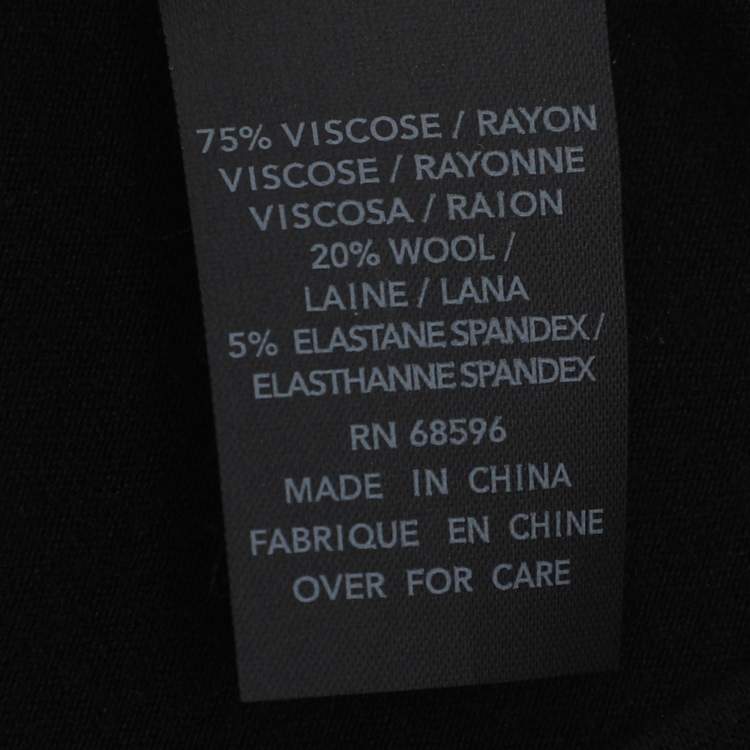 75% VISCOSE / RAYON
VISCOSE / RAYONNE
VISCOSA / RAION
20% WOOL /
LAINE / LANA
5% ELASTANE SPANDEX /
ELASTHANNE SPANDEX
RN 68596
MADE IN CHINA
FABRIQUE EN CHINE
OVER FOR CARE